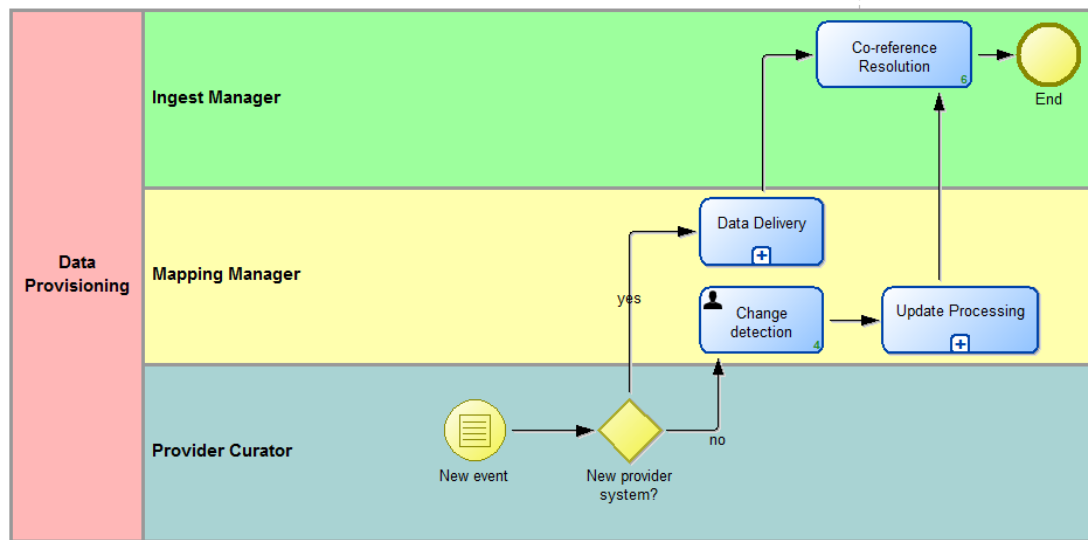 Data
Provisioning
Ingest Manager
Co-reference
Resolution
6
End
Mapping Manager
Data Delivery
yes
Change
detection
4
Update Processing
Provider Curator
New event
New provider
system?
no